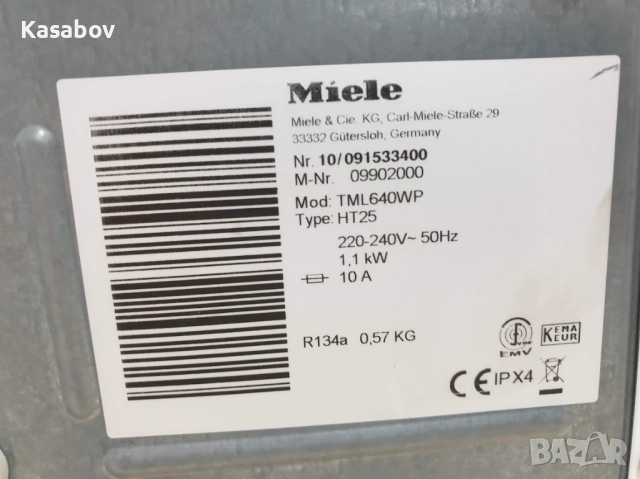 Kasabov
Miele
Miele & Cie. KG, Carl-Miele-Straße 29
33332 Gütersloh, Germany
Nr. 10/091533400
M-Nr. 09902000
Mod: TML640WP
Type: HT25
220-240V~ 50Hz
1,1 kW
10 A
R134a 0,57 KG
EMV
KEMA
KEUR
CE IPX4
BAZAR